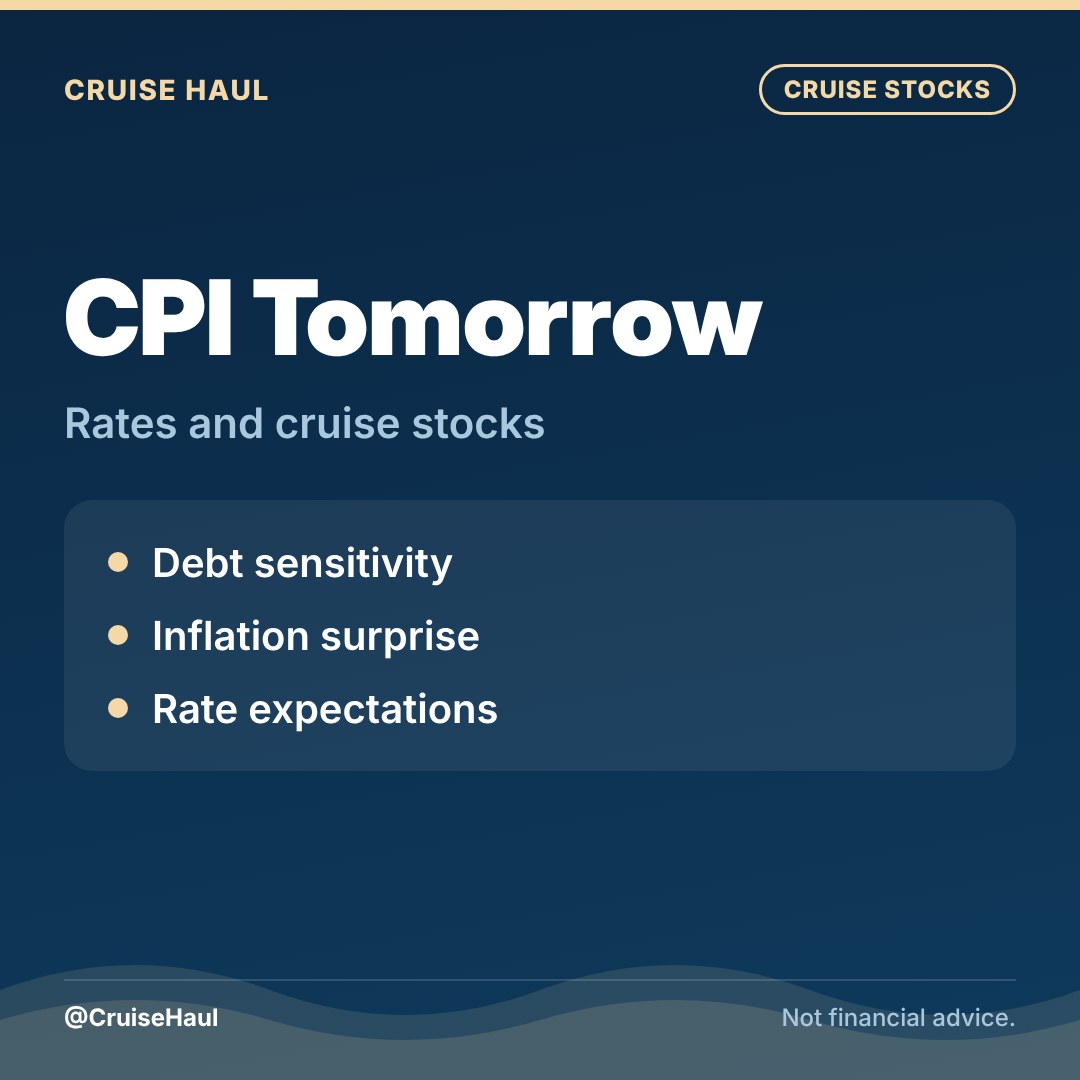 CRUISE HAUL
CRUISE STOCKS
CPI Tomorrow
Rates and cruise stocks
Debt sensitivity
Inflation surprise
Rate expectations
@CruiseHaul
Not financial advice.